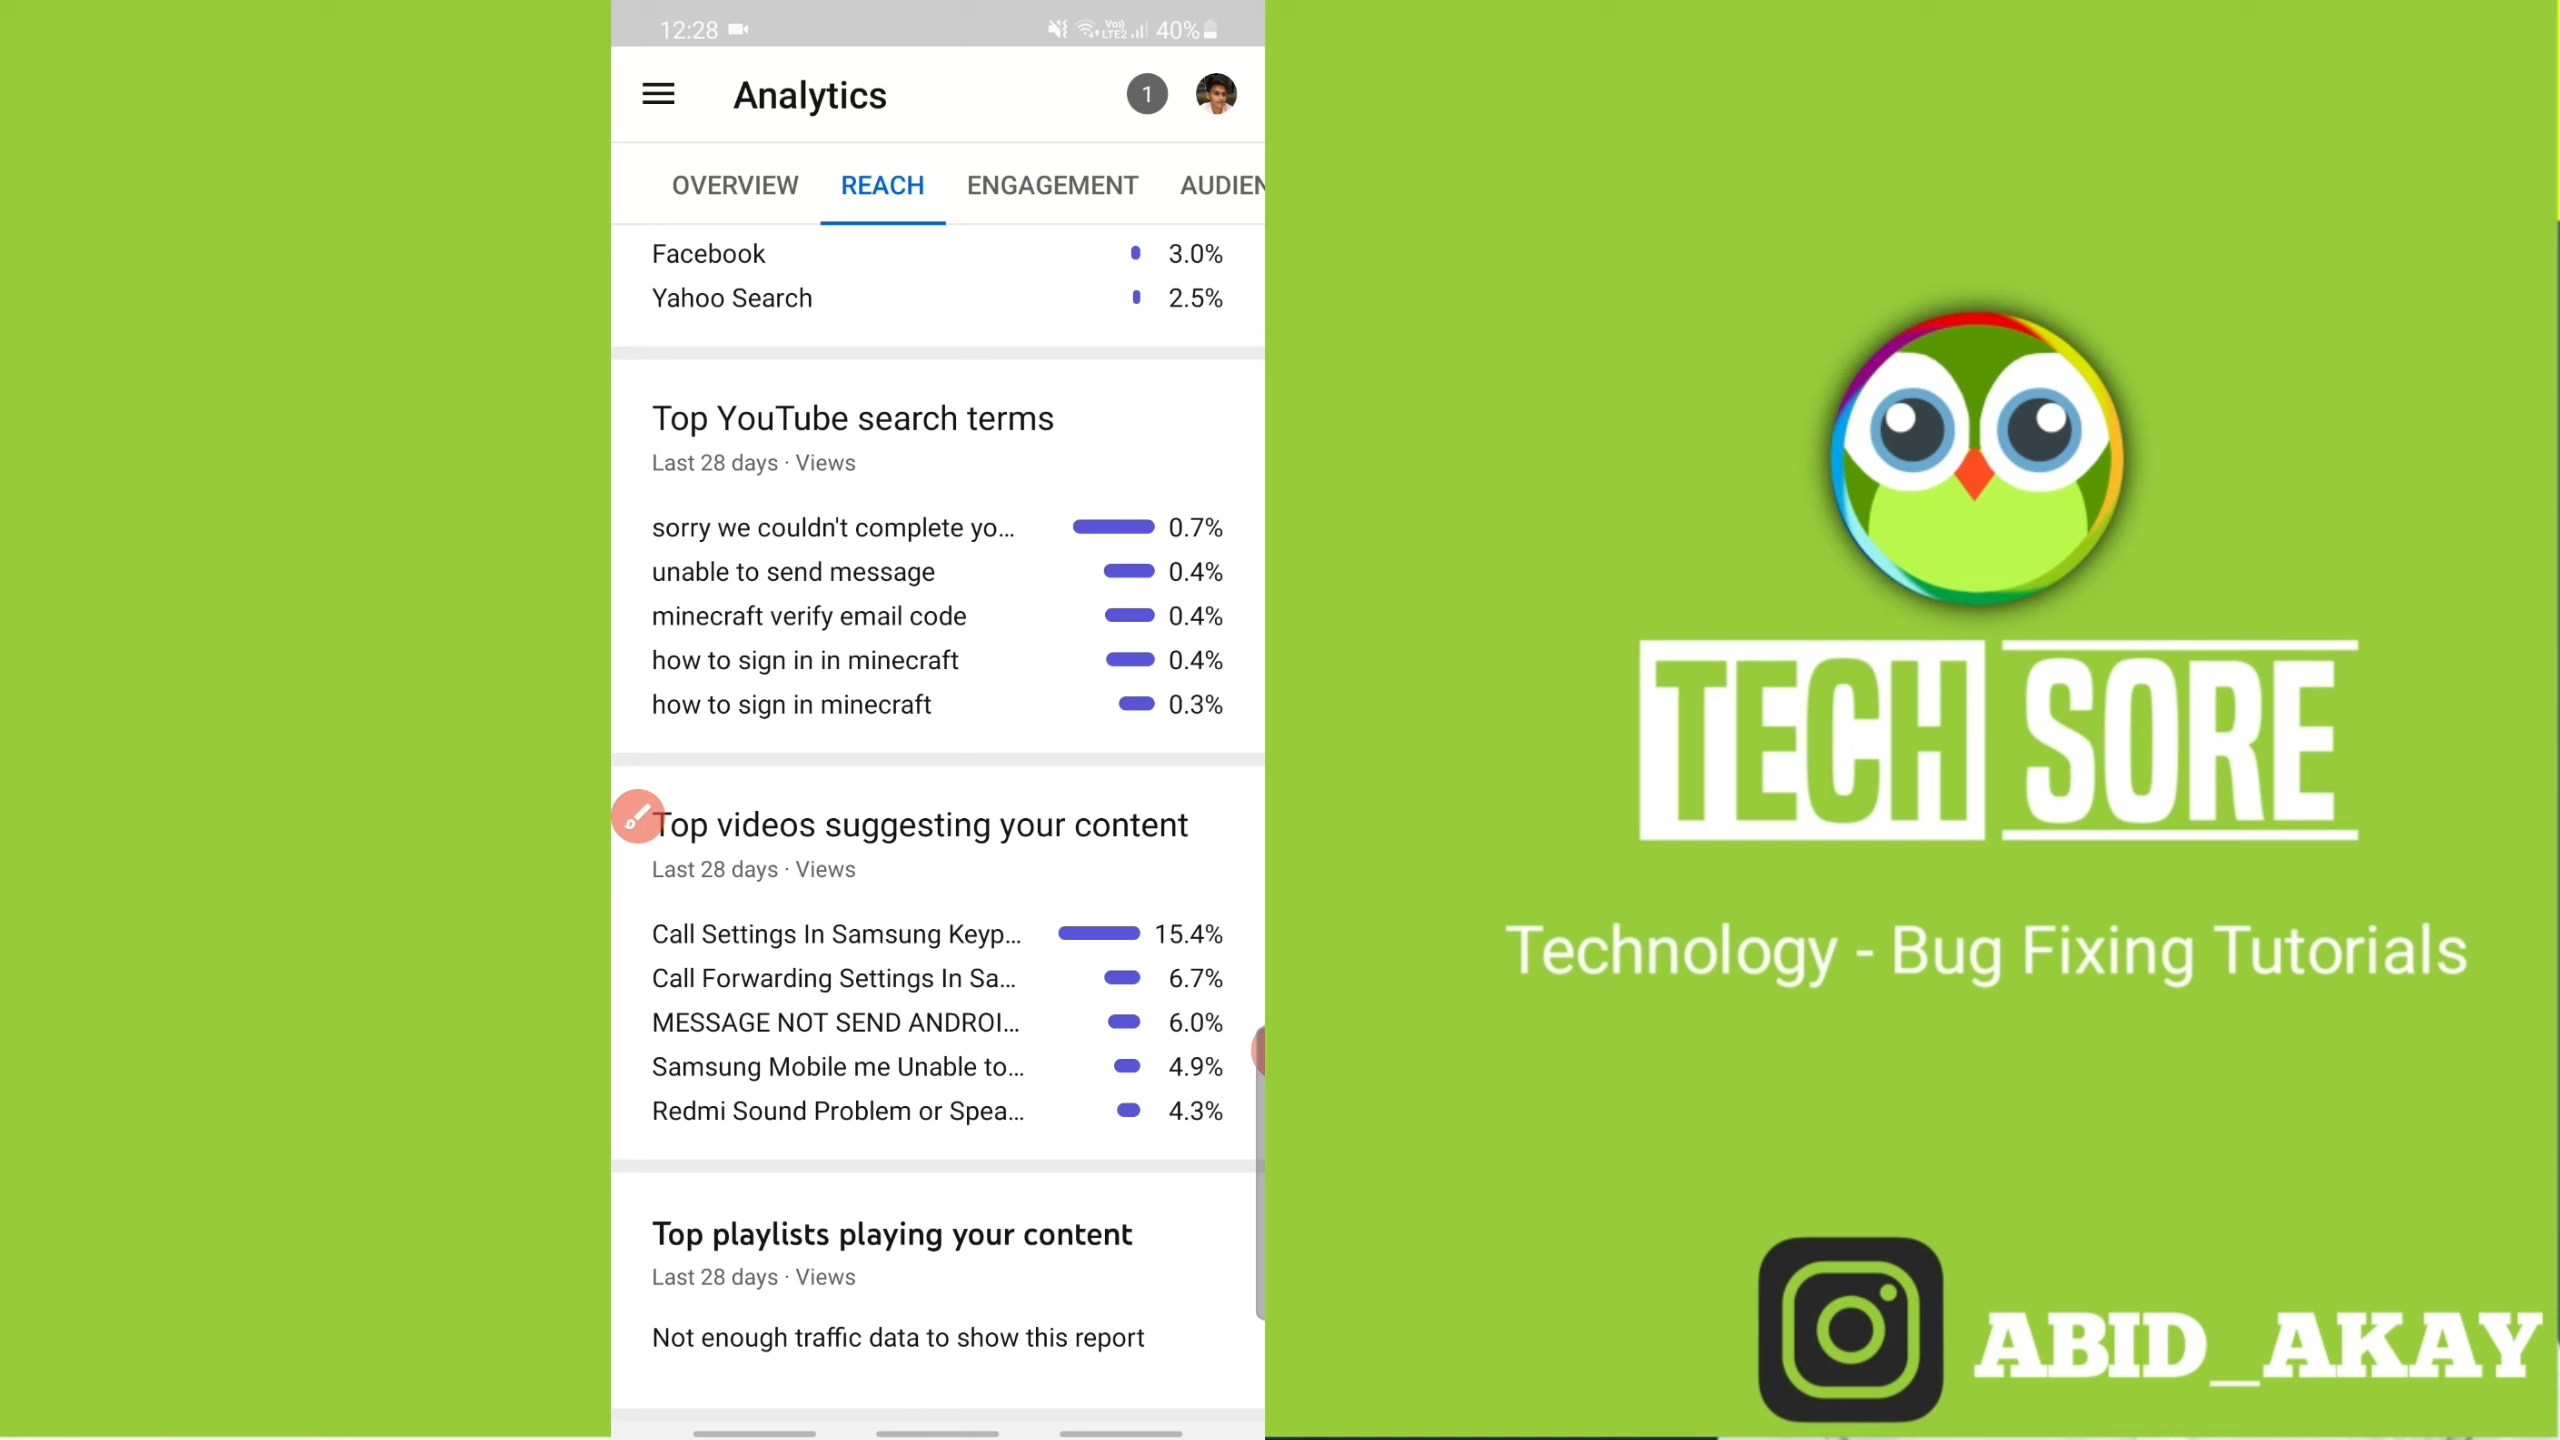 12:28
Vo) LTE2 40%
Analytics
1
OVERVIEW REACH ENGAGEMENT AUDIEN
Facebook 3.0%
Yahoo Search 2.5%
Top YouTube search terms
Last 28 days · Views
sorry we couldn't complete yo... 0.7%
unable to send message 0.4%
minecraft verify email code 0.4%
how to sign in in minecraft 0.4%
how to sign in minecraft 0.3%
Top videos suggesting your content
Last 28 days · Views
Call Settings In Samsung Keyp... 15.4%
Call Forwarding Settings In Sa... 6.7%
MESSAGE NOT SEND ANDROI... 6.0%
Samsung Mobile me Unable to... 4.9%
Redmi Sound Problem or Spea... 4.3%
Top playlists playing your content
Last 28 days · Views
Not enough traffic data to show this report
TECH SORE
Technology - Bug Fixing Tutorials
ABID_AKAY